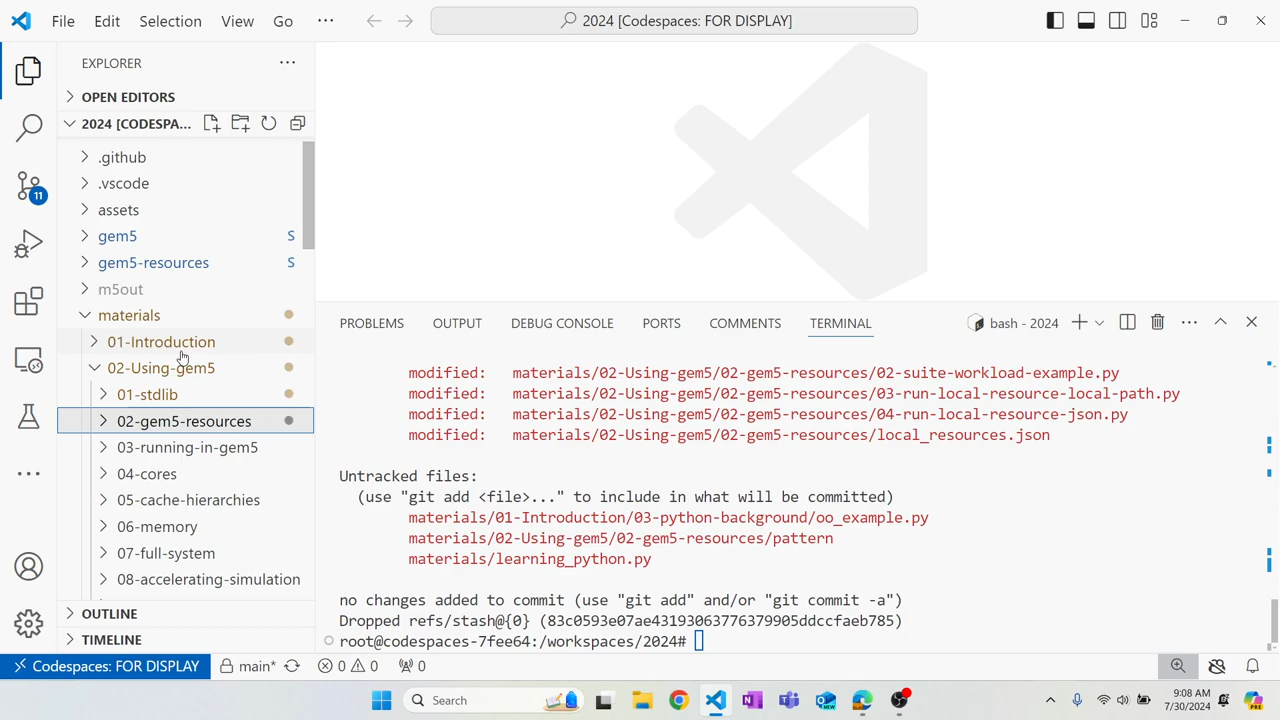 File Edit Selection View Go ... 2024 [Codespaces: FOR DISPLAY]
EXPLORER
OPEN EDITORS
2024 [CODESPA...
.github
.vscode
assets
gem5 S
gem5-resources S
m5out
materials
01-Introduction
02-Using-gem5
01-stdlib
02-gem5-resources
03-running-in-gem5
04-cores
05-cache-hierarchies
06-memory
07-full-system
08-accelerating-simulation
OUTLINE
TIMELINE
11
PROBLEMS OUTPUT DEBUG CONSOLE PORTS COMMENTS TERMINAL bash - 2024
modified: materials/02-Using-gem5/02-gem5-resources/02-suite-workload-example.py
modified: materials/02-Using-gem5/02-gem5-resources/03-run-local-resource-local-path.py
modified: materials/02-Using-gem5/02-gem5-resources/04-run-local-resource-json.py
modified: materials/02-Using-gem5/02-gem5-resources/local_resources.json
Untracked files:
(use "git add <file>..." to include in what will be committed)
materials/01-Introduction/03-python-background/oo_example.py
materials/02-Using-gem5/02-gem5-resources/pattern
materials/learning_python.py
no changes added to commit (use "git add" and/or "git commit -a")
Dropped refs/stash@{0} (83c0593e07ae43193063776379905ddccfaeb785)
root@codespaces-7fee64:/workspaces/2024#
Codespaces: FOR DISPLAY main* 0 0 0
Search
9:08 AM
7/30/2024